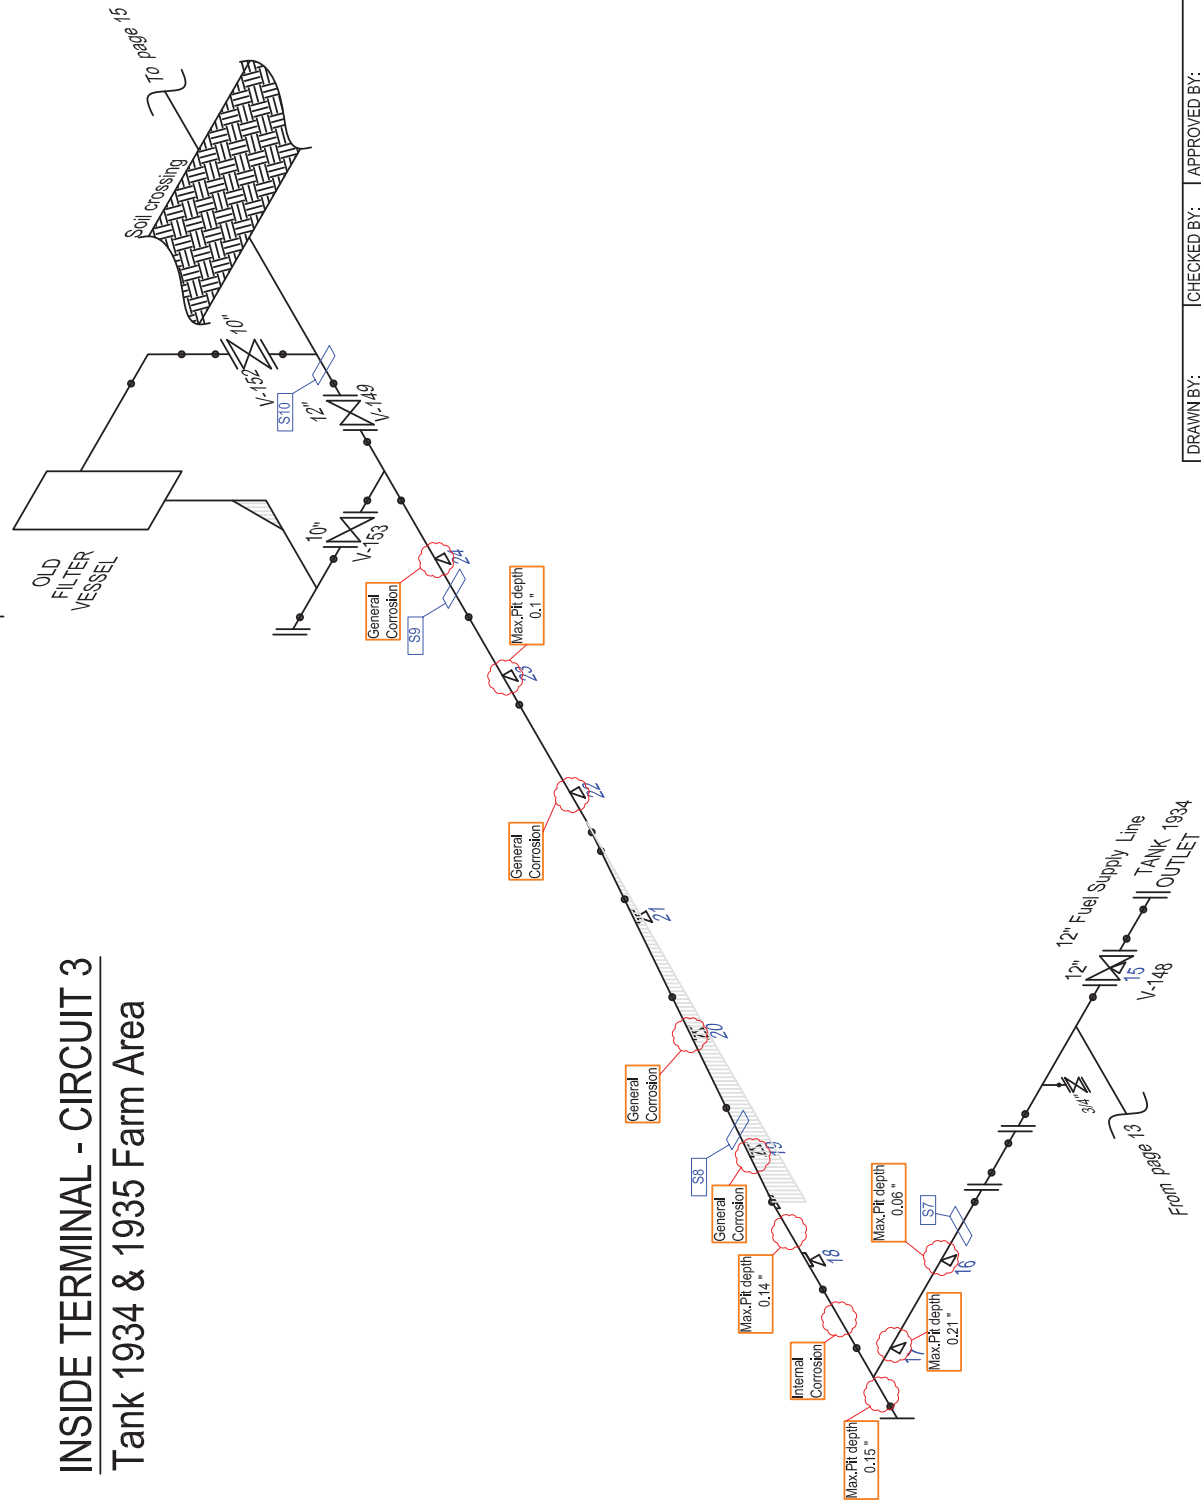 INSIDE TERMINAL - CIRCUIT 3
Tank 1934 & 1935 Farm Area
To page 15
Soil crossing
OLD
FILTER
VESSEL
10"
V-152
S10
12"
V-149
10"
V-153
24
General
Corrosion
S9
Max.Pit depth
0.1 "
23
22
General
Corrosion
21
20
General
Corrosion
S8
19
General
Corrosion
Max.Pit depth
0.14 "
18
Internal
Corrosion
Max.Pit depth
0.15 "
17
Max.Pit depth
0.21 "
16
Max.Pit depth
0.06 "
S7
3/4"
From page 13
12" Fuel Supply Line
12"
15
V-148
TANK 1934
OUTLET
DRAWN BY:
CHECKED BY:
APPROVED BY: